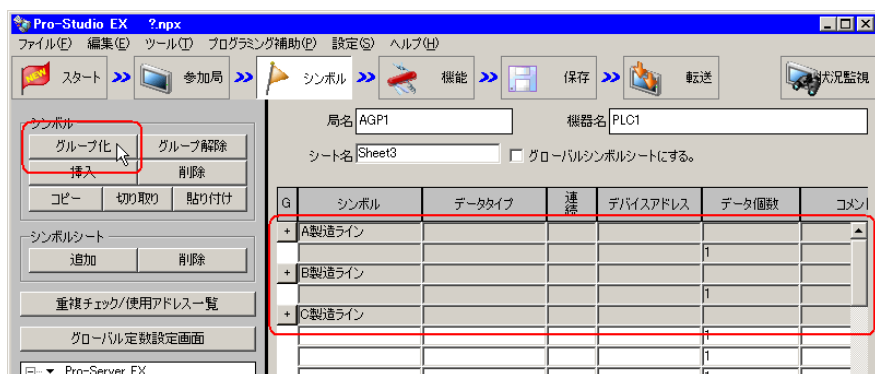 Pro-Studio EX ?.npx
ファイル(F) 編集(E) ツール(T) プログラミング補助(P) 設定(S) ヘルプ(H)
スタート 参加局 シンボル 機能 保存 転送 状況監視
シンボル
グループ化 グループ解除
挿入 削除
コピー 切り取り 貼り付け
シンボルシート
追加 削除
重複チェック/使用アドレス一覧
グローバル定数設定画面
Pro-Server EX
局名 AGP1 機器名 PLC1
シート名 Sheet3 グローバルシンボルシートにする。
G シンボル データタイプ 連続 デバイスアドレス データ個数 コメント
+ A製造ライン
1
+ B製造ライン
1
+ C製造ライン
1
1